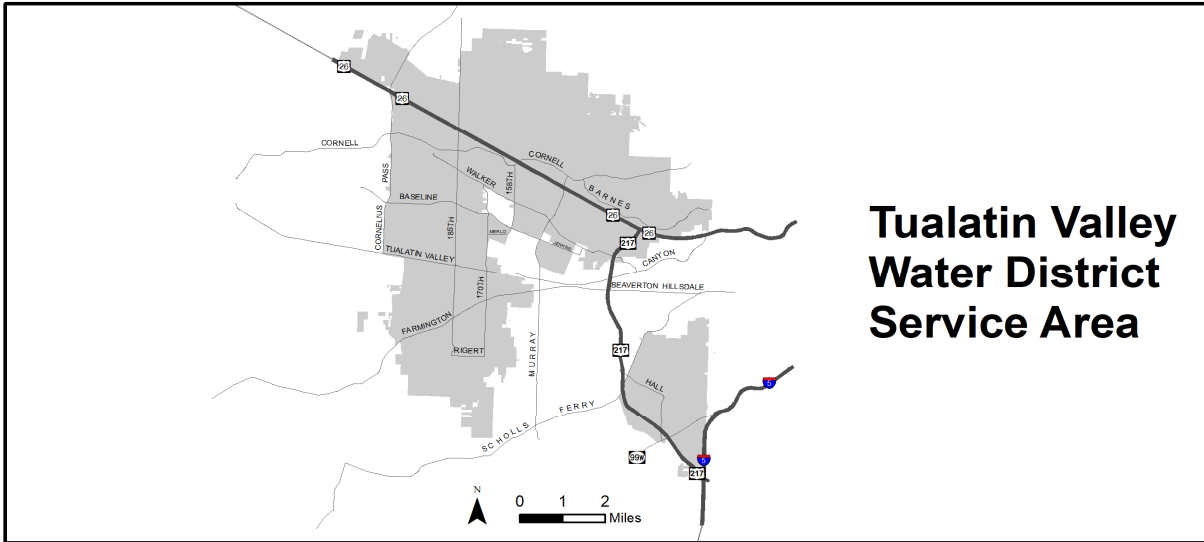 26
26
CORNELL
CORNELL
PASS
WALKER
158TH
BARNES
BASELINE
CORNELIUS
185TH
MERLO
JENKINS
26
26
217
TUALATIN VALLEY
CANYON
170TH
BEAVERTON HILLSDALE
FARMINGTON
RIGERT
MURRAY
217
HALL
5
SCHOLLS
FERRY
99W
5
217
N
0 1 2
Miles
Tualatin Valley
Water District
Service Area